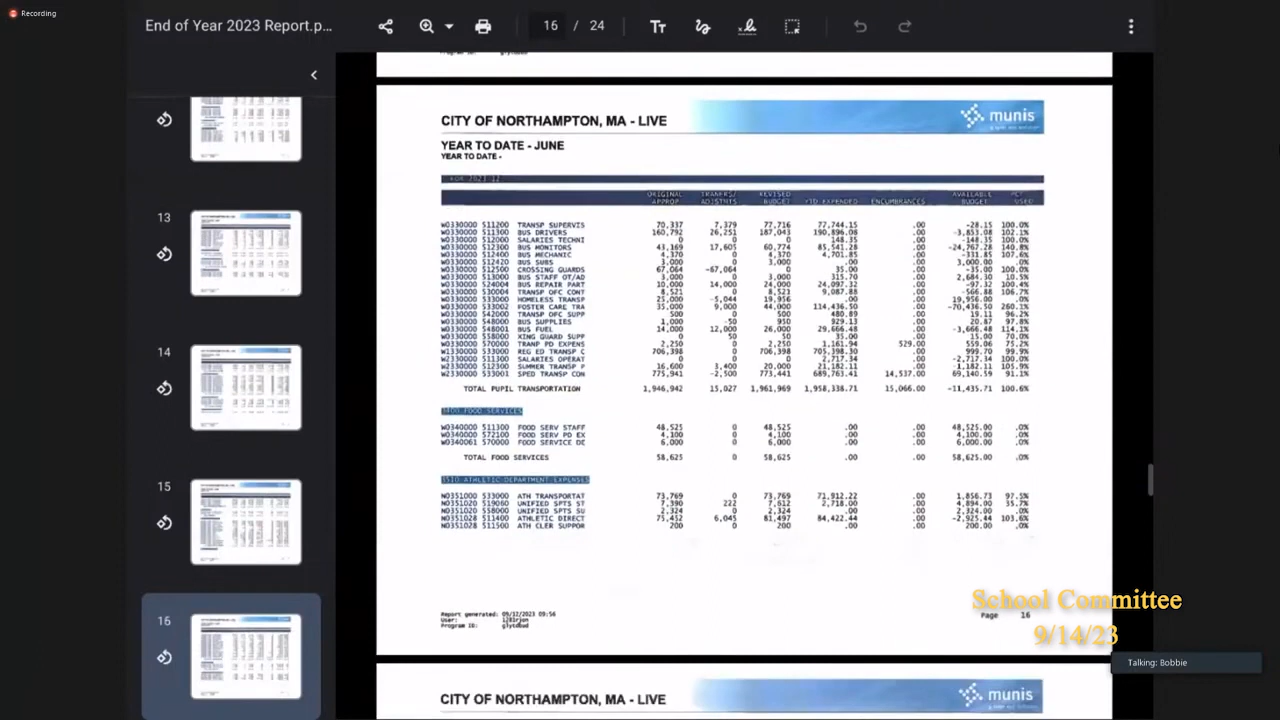 Recording
End of Year 2023 Report.p...
16 / 24
CITY OF NORTHAMPTON, MA - LIVE
munis
YEAR TO DATE - JUNE
YEAR TO DATE -
FOR 2023 12
ORIGINAL APPROP TRANFRS/ ADJSTMTS REVISED BUDGET YTD EXPENDED ENCUMBRANCES AVAILABLE BUDGET PCT USED
W0330000 511200 TRANSP SUPERVIS 70,337 7,379 77,716 77,744.15 .00 -28.15 100.0%
W0330000 511300 BUS DRIVERS 160,792 26,251 187,043 190,896.08 .00 -3,853.08 102.1%
W0330000 512000 SALARIES TECHNI 0 0 0 148.35 .00 -148.35 100.0%
W0330000 512300 BUS MONITORS 43,169 17,605 60,774 85,541.28 .00 -24,767.28 140.8%
W0330000 512400 BUS MECHANIC 4,370 0 4,370 4,701.85 .00 -331.85 107.6%
W0330000 512420 BUS SUBS 3,000 0 3,000 .00 .00 3,000.00 .0%
W0330000 512500 CROSSING GUARDS 67,064 -67,064 0 35.00 .00 -35.00 100.0%
W0330000 513000 BUS STAFF OT/AD 3,000 0 3,000 315.70 .00 2,684.30 10.5%
W0330000 524004 BUS REPAIR PART 10,000 14,000 24,000 24,097.32 .00 -97.32 100.4%
W0330000 530004 TRANSP OFC CONT 8,521 0 8,521 9,087.88 .00 -566.88 106.7%
W0330000 533000 HOMELESS TRANSP 25,000 -5,044 19,956 .00 .00 19,956.00 .0%
W0330000 533002 FOSTER CARE TRA 35,000 9,000 44,000 114,436.50 .00 -70,436.50 260.1%
W0330000 542000 TRANSP OFC SUPP 500 0 500 480.89 .00 19.11 96.2%
W0330000 548000 BUS SUPPLIES 1,000 -50 950 929.13 .00 20.87 97.8%
W0330000 548001 BUS FUEL 14,000 12,000 26,000 29,666.48 .00 -3,666.48 114.1%
W0330000 558000 XING GUARD SUPP 0 50 50 35.00 .00 15.00 70.0%
W0330000 570000 TRANP PD EXPENS 2,250 0 2,250 1,161.94 529.00 559.06 75.2%
W1330000 533000 REG ED TRANSP C 706,398 0 706,398 705,398.30 .00 999.70 99.9%
W2330000 511300 SALARIES OPERAT 0 0 0 2,717.34 .00 -2,717.34 100.0%
W2330000 512300 SUMMER TRANSP P 16,600 3,400 20,000 21,182.11 .00 -1,182.11 105.9%
W2330000 533001 SPED TRANSP CON 775,941 -2,500 773,441 689,763.41 14,537.00 69,140.59 91.1%
TOTAL PUPIL TRANSPORTATION 1,946,942 15,027 1,961,969 1,958,338.71 15,066.00 -11,435.71 100.6%
3400 FOOD SERVICES
W0340000 511300 FOOD SERV STAFF 48,525 0 48,525 .00 .00 48,525.00 .0%
W0340000 572100 FOOD SERV PD EX 4,100 0 4,100 .00 .00 4,100.00 .0%
W0340061 570000 FOOD SERVICE DE 6,000 0 6,000 .00 .00 6,000.00 .0%
TOTAL FOOD SERVICES 58,625 0 58,625 .00 .00 58,625.00 .0%
3510 ATHLETIC DEPARTMENT EXPENSES
N0351000 533000 ATH TRANSPORTAT 73,769 0 73,769 71,912.22 .00 1,856.73 97.5%
N0351020 519060 UNIFIED SPTS ST 7,390 222 7,612 2,718.00 .00 4,894.00 35.7%
N0351020 558000 UNIFIED SPTS SU 2,324 0 2,324 .00 .00 2,324.00 .0%
N0351028 511400 ATHLETIC DIRECT 75,452 6,045 81,497 84,422.44 .00 -2,925.44 103.6%
N0351028 511500 ATH CLER SUPPOR 200 0 200 .00 .00 200.00 .0%
Report generated: 09/12/2023 09:56
User: 1281rjon
Program ID: glytdbud
Page 16
School Committee
9/14/23
Talking: Bobbie
CITY OF NORTHAMPTON, MA - LIVE
munis
13
14
15
16